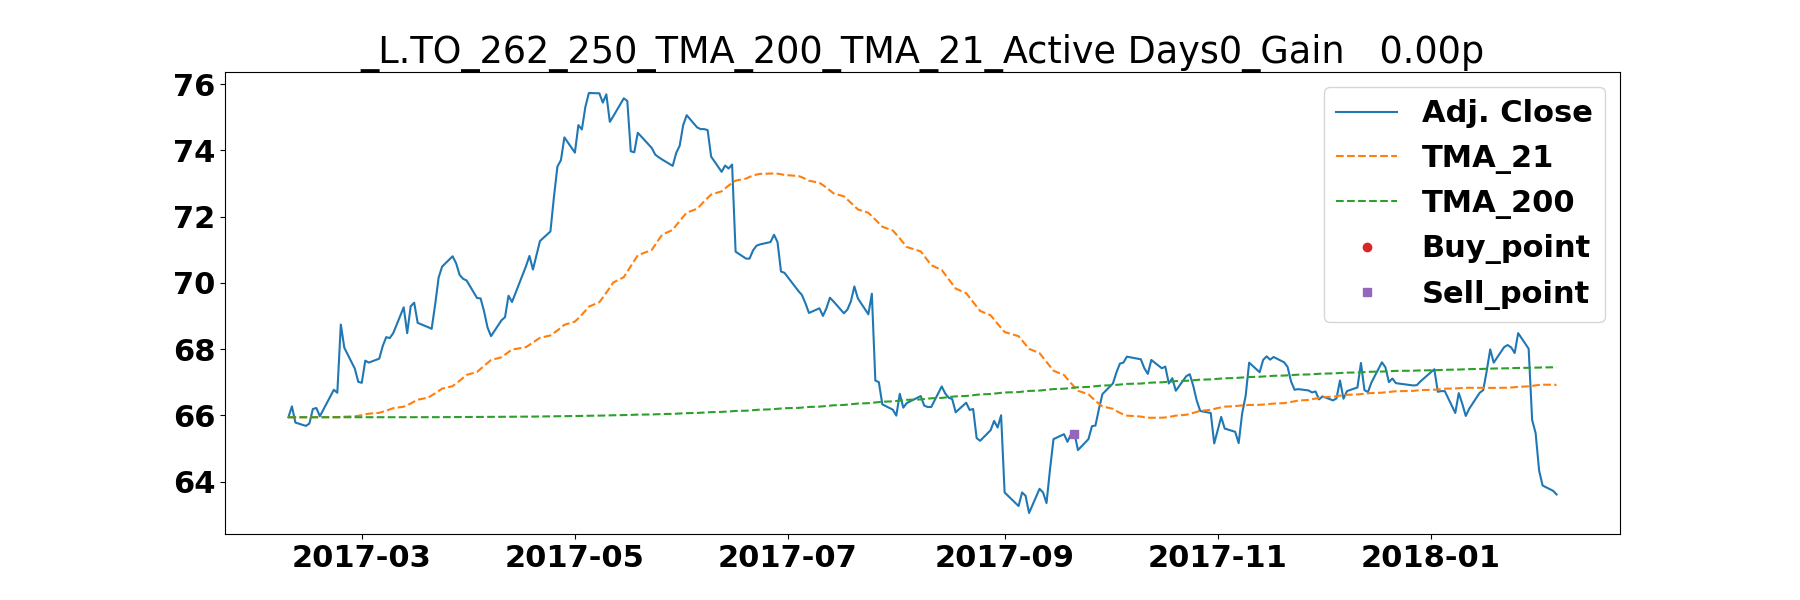 _L.TO_262_250_TMA_200_TMA_21_Active Days0_Gain   0.00p
76
74
72
70
68
66
64
Adj. Close
TMA_21
TMA_200
Buy_point
Sell_point
2017-03 2017-05 2017-07 2017-09 2017-11 2018-01